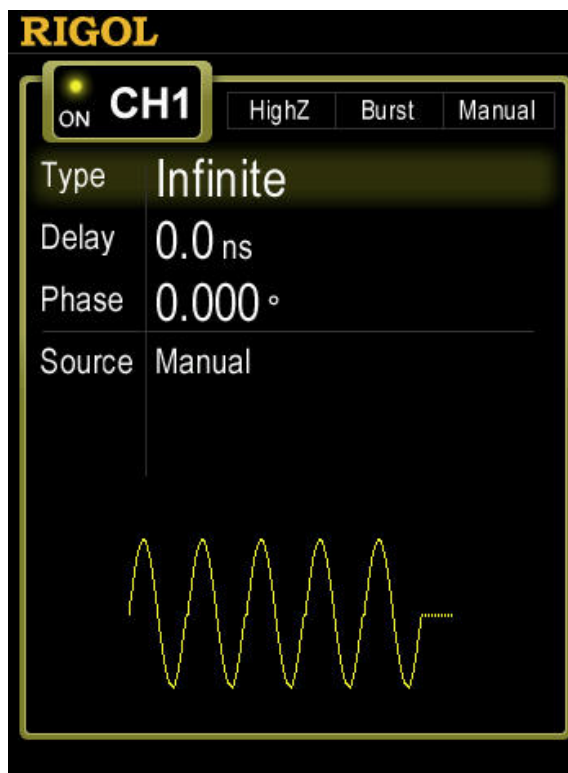 RIGOL
ON CH1 HighZ Burst Manual
Type Infinite
Delay 0.0 ns
Phase 0.000 °
Source Manual